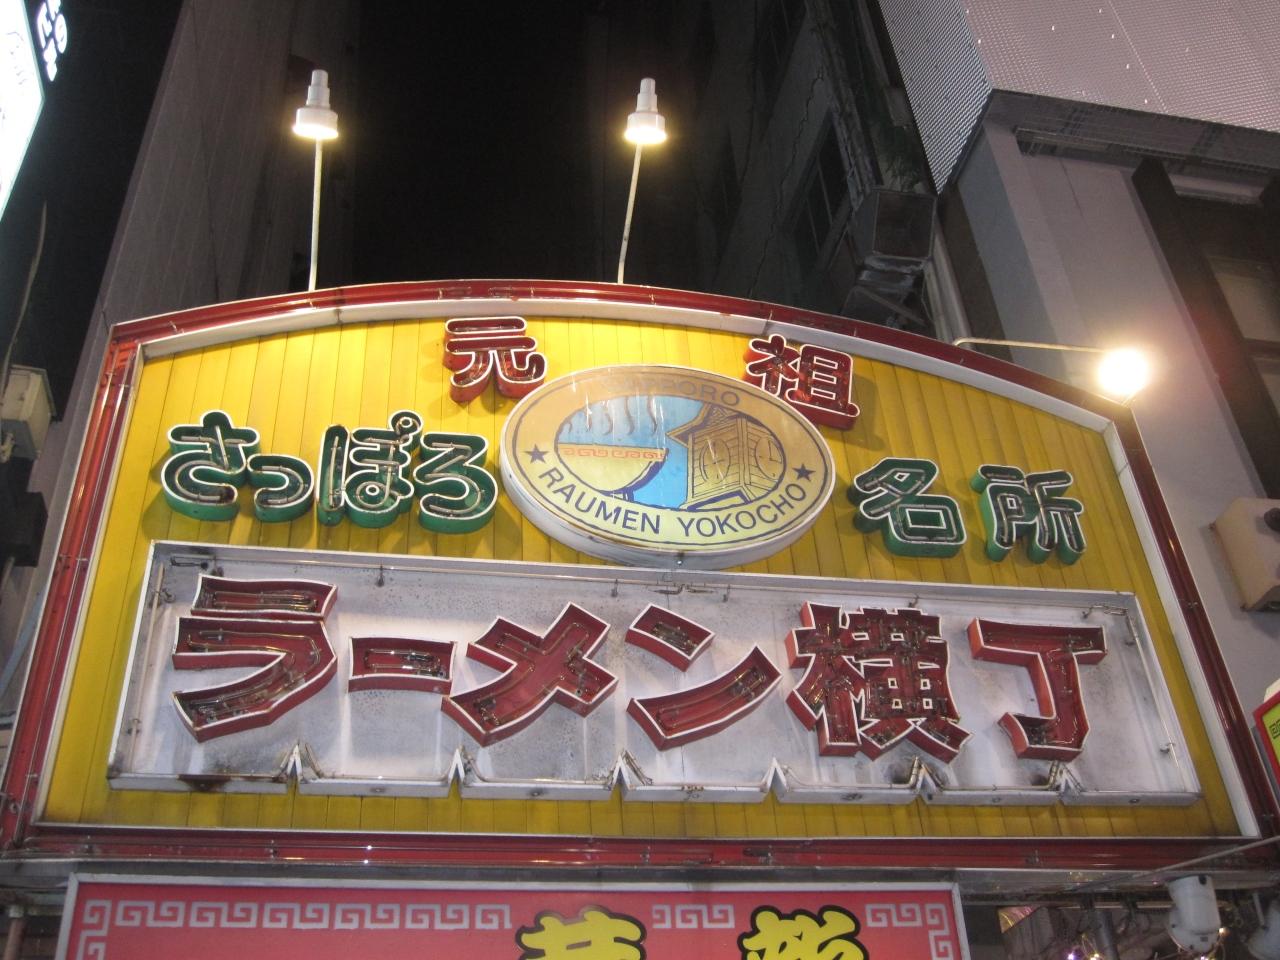 元 祖
SAPPORO
さっぽろ 名所
★ RAUMEN YOKOCHO ★
ラーメン横丁